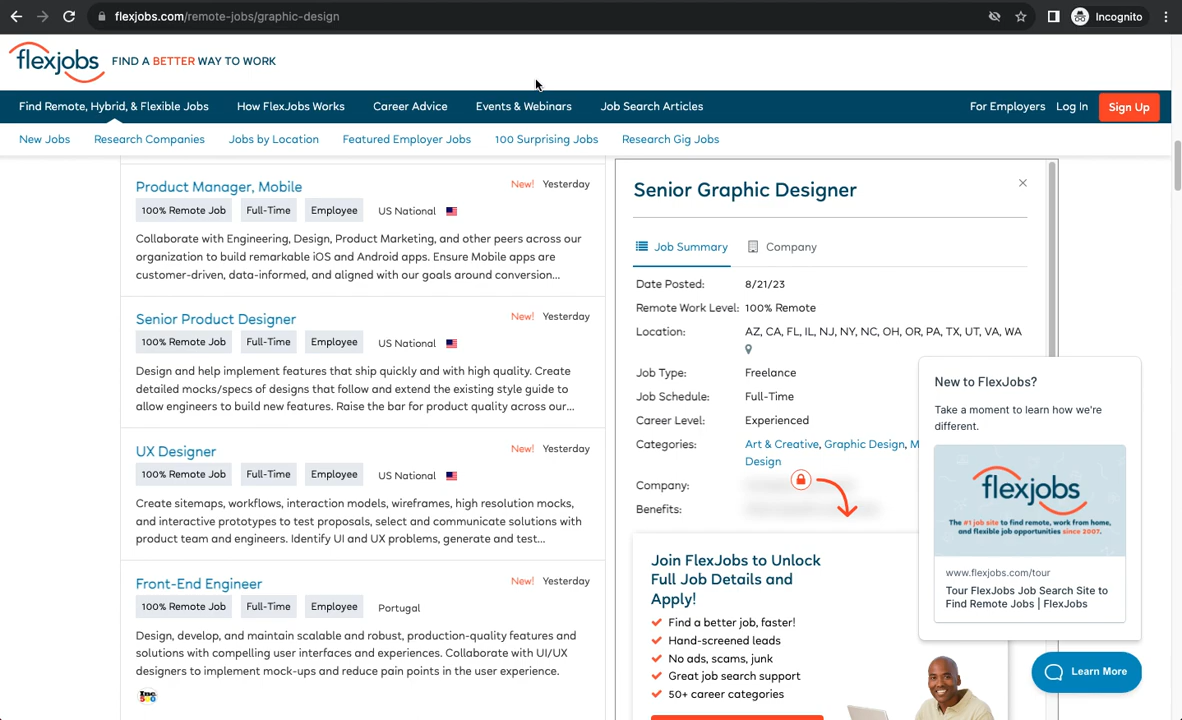 flexjobs.com/remote-jobs/graphic-design
Incognito
flexjobs FIND A BETTER WAY TO WORK
Find Remote, Hybrid, & Flexible Jobs How FlexJobs Works Career Advice Events & Webinars Job Search Articles For Employers Log In Sign Up
New Jobs Research Companies Jobs by Location Featured Employer Jobs 100 Surprising Jobs Research Gig Jobs
Product Manager, Mobile New! Yesterday
100% Remote Job Full-Time Employee US National
Collaborate with Engineering, Design, Product Marketing, and other peers across our
organization to build remarkable iOS and Android apps. Ensure Mobile apps are
customer-driven, data-informed, and aligned with our goals around conversion...
Senior Product Designer New! Yesterday
100% Remote Job Full-Time Employee US National
Design and help implement features that ship quickly and with high quality. Create
detailed mocks/specs of designs that follow and extend the existing style guide to
allow engineers to build new features. Raise the bar for product quality across our...
UX Designer New! Yesterday
100% Remote Job Full-Time Employee US National
Create sitemaps, workflows, interaction models, wireframes, high resolution mocks,
and interactive prototypes to test proposals, select and communicate solutions with
product team and engineers. Identify UI and UX problems, generate and test...
Front-End Engineer New! Yesterday
100% Remote Job Full-Time Employee Portugal
Design, develop, and maintain scalable and robust, production-quality features and
solutions with compelling user interfaces and experiences. Collaborate with UI/UX
designers to implement mock-ups and reduce pain points in the user experience.
Inc.
500
Senior Graphic Designer
Job Summary Company
Date Posted: 8/21/23
Remote Work Level: 100% Remote
Location: AZ, CA, FL, IL, NJ, NY, NC, OH, OR, PA, TX, UT, VA, WA
Job Type: Freelance
Job Schedule: Full-Time
Career Level: Experienced
Categories: Art & Creative, Graphic Design, M
Design
Company:
Benefits:
Join FlexJobs to Unlock
Full Job Details and
Apply!
Find a better job, faster!
Hand-screened leads
No ads, scams, junk
Great job search support
50+ career categories
New to FlexJobs?
Take a moment to learn how we're
different.
flexjobs
The #1 job site to find remote, work from home,
and flexible job opportunities since 2007.
www.flexjobs.com/tour
Tour FlexJobs Job Search Site to
Find Remote Jobs | FlexJobs
Learn More